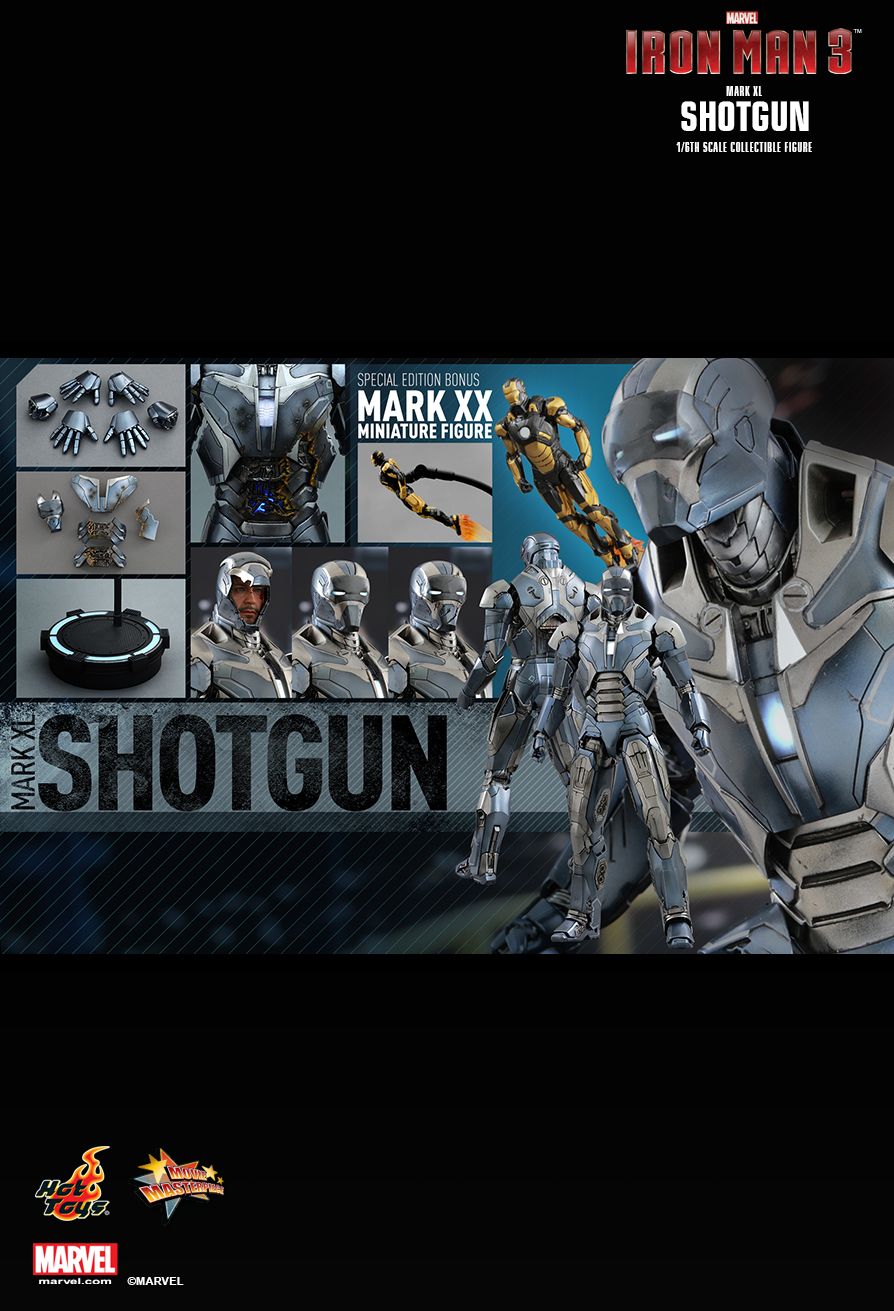 MARVEL
IRON MAN 3™
MARK XL
SHOTGUN
1/6TH SCALE COLLECTIBLE FIGURE
SPECIAL EDITION BONUS
MARK XX
MINIATURE FIGURE
MARK XL
SHOTGUN
Hot Toys
MOVIE MASTERPIECE
MARVEL
marvel.com ©MARVEL